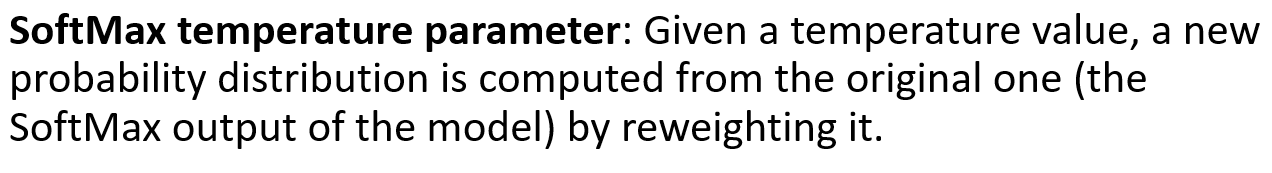 SoftMax temperature parameter: Given a temperature value, a new
probability distribution is computed from the original one (the
SoftMax output of the model) by reweighting it.